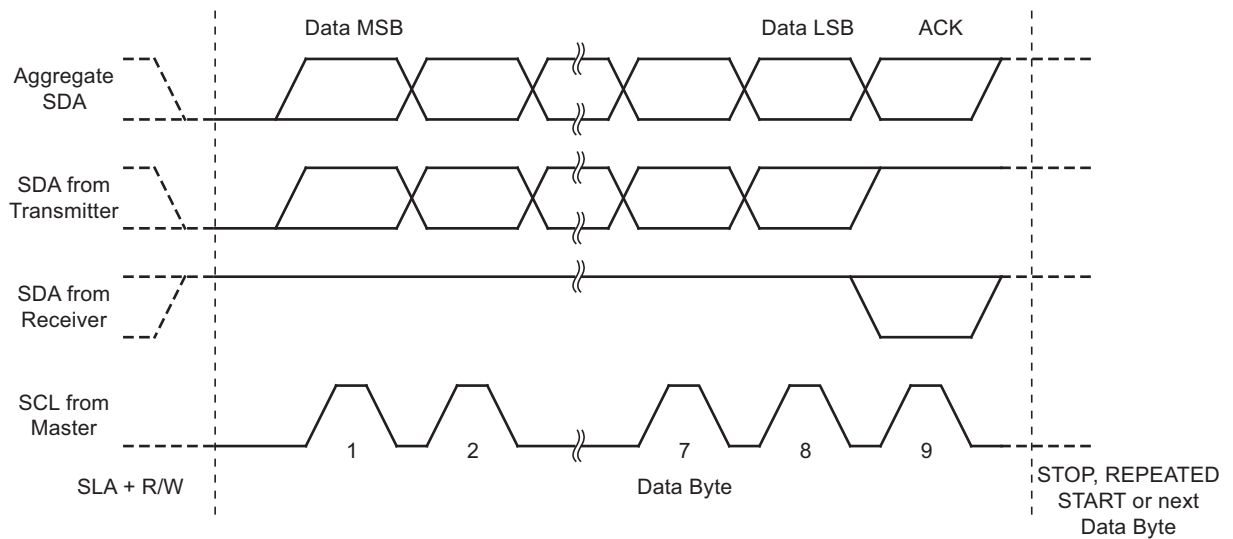 Data MSB
Data LSB
ACK
Aggregate
SDA
SDA from
Transmitter
SDA from
Receiver
SCL from
Master
1
2
7
8
9
SLA + R/W
Data Byte
STOP, REPEATED
START or next
Data Byte